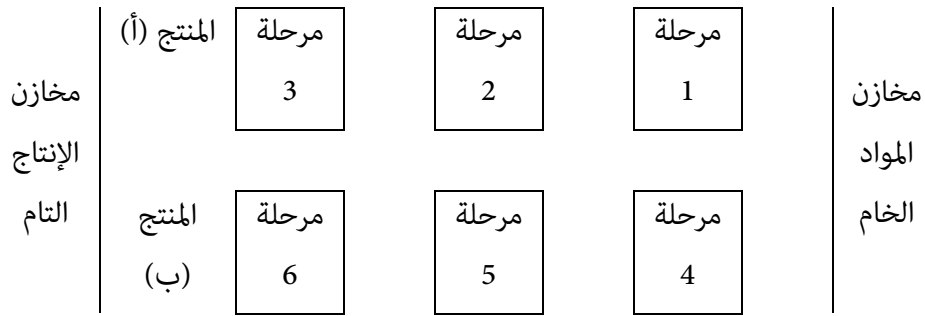 مرحلة
1
مرحلة
2
مرحلة
3
المنتج (أ)
مخازن
المواد
الخام
مخازن
الإنتاج
التام
مرحلة
4
مرحلة
5
مرحلة
6
المنتج
(ب)